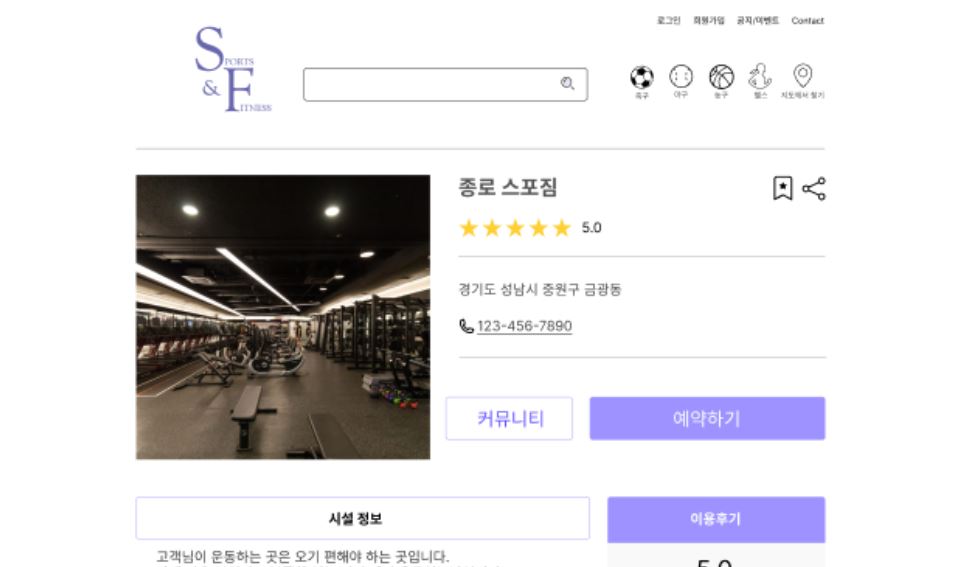 로그인 회원가입 공지/이벤트 Contact
SPORTS
& FITNESS
축구 야구 농구 헬스 지도에서 찾기
종로 스포짐
5.0
경기도 성남시 중원구 금광동
123-456-7890
커뮤니티 예약하기
시설 정보 이용후기
고객님이 운동하는 곳은 오기 편해야 하는 곳입니다.
5.0